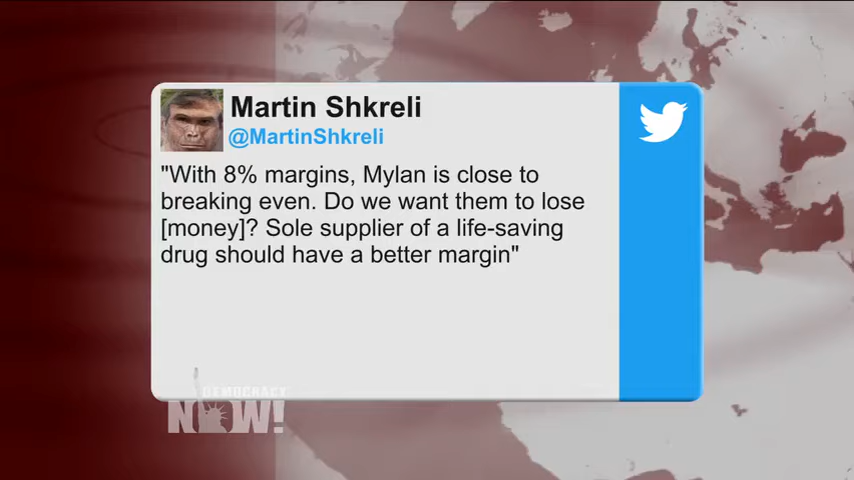 Martin Shkreli
@MartinShkreli
"With 8% margins, Mylan is close to
breaking even. Do we want them to lose
[money]? Sole supplier of a life-saving
drug should have a better margin"
DEMOCRACY
NOW!